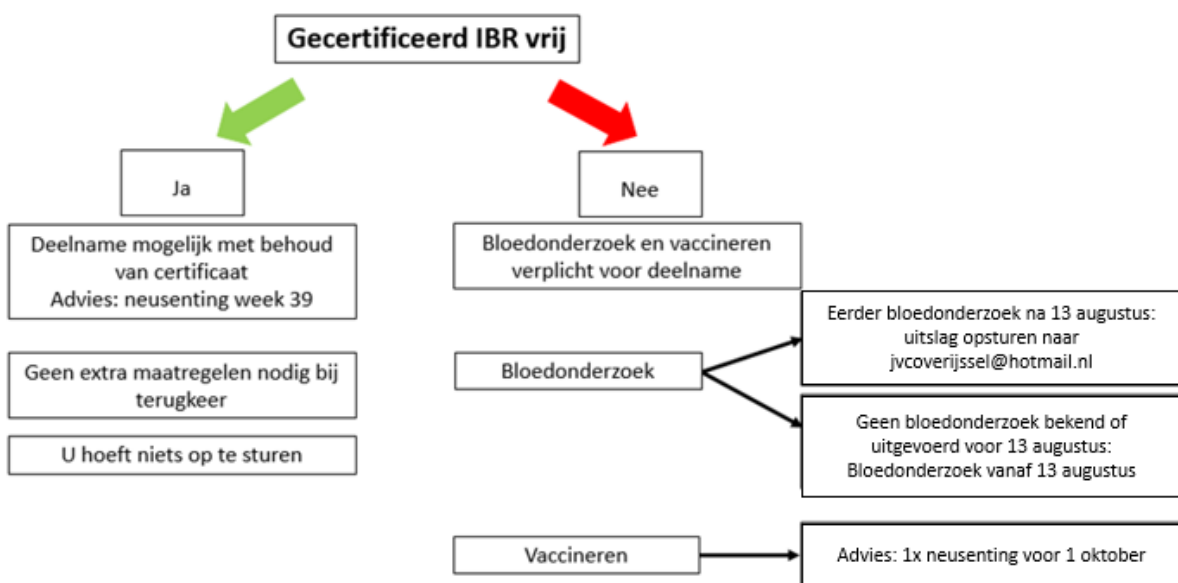 Gecertificeerd IBR vrij
Ja
Deelname mogelijk met behoud
van certificaat
Advies: neusenting week 39
Geen extra maatregelen nodig bij
terugkeer
U hoeft niets op te sturen
Nee
Bloedonderzoek en vaccineren
verplicht voor deelname
Bloedonderzoek
Eerder bloedonderzoek na 13 augustus:
uitslag opsturen naar
jvcoverijssel@hotmail.nl
Geen bloedonderzoek bekend of
uitgevoerd voor 13 augustus:
Bloedonderzoek vanaf 13 augustus
Vaccineren
Advies: 1x neusenting voor 1 oktober